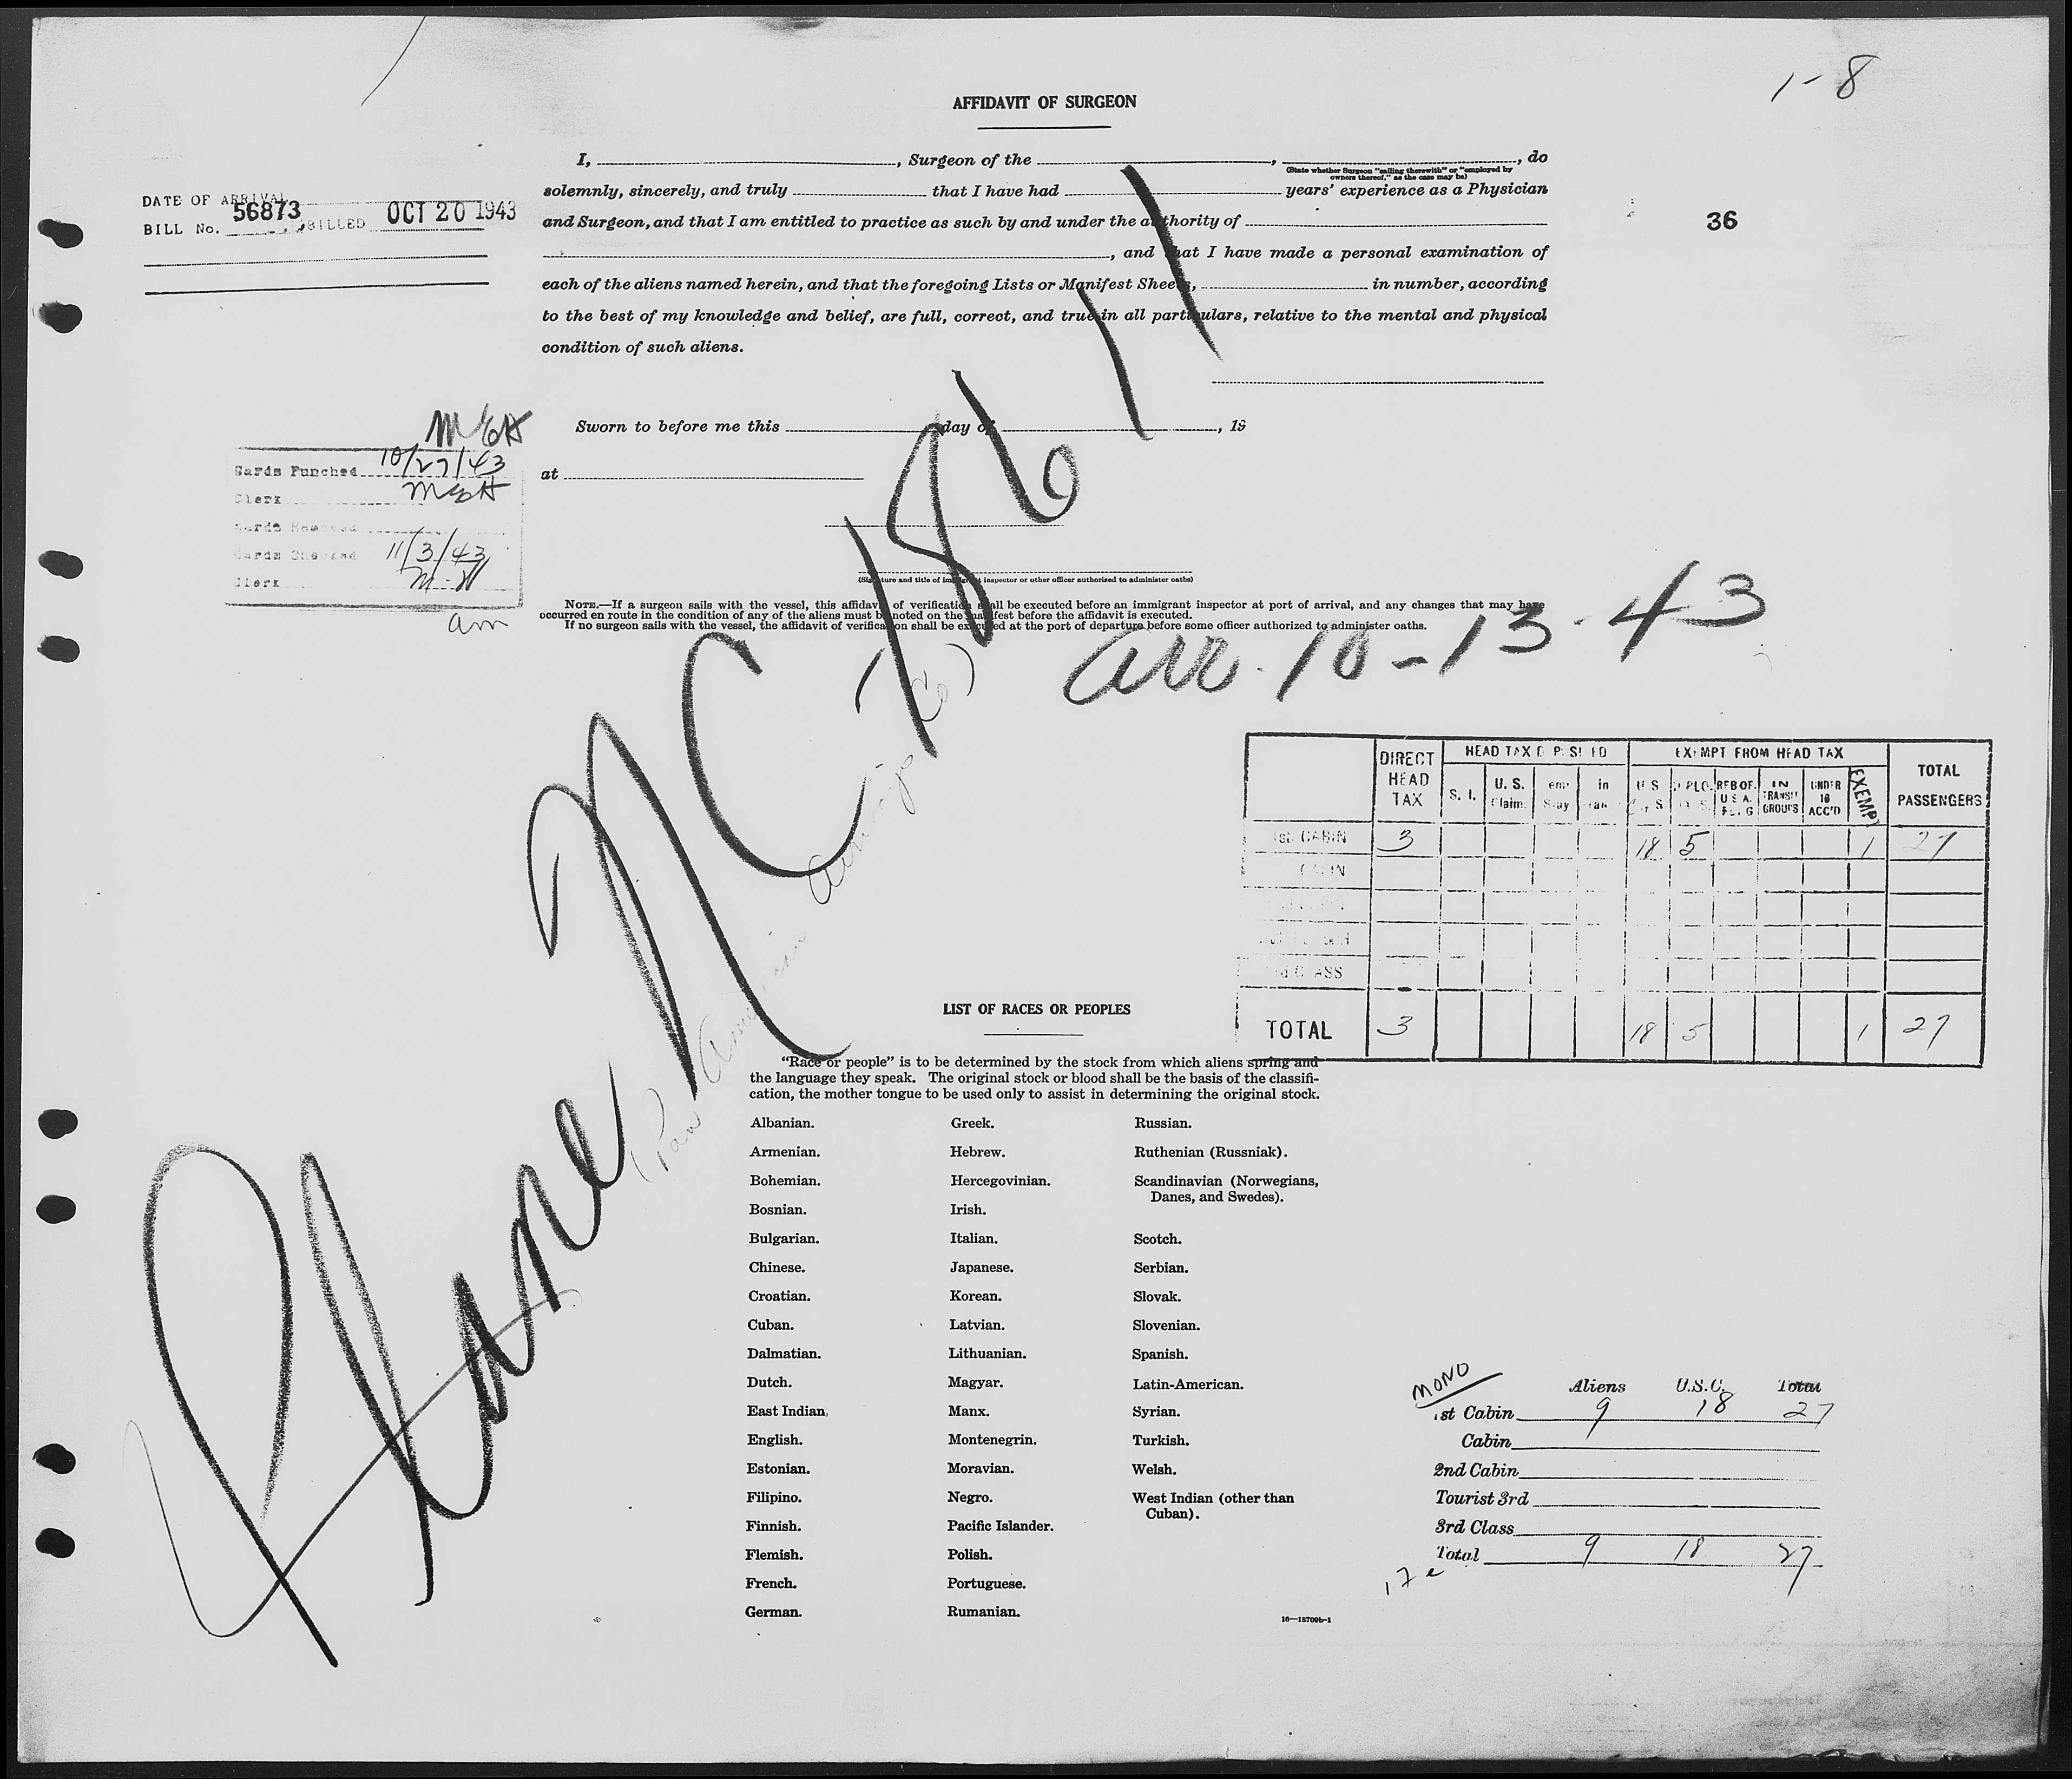 1-8
AFFIDAVIT OF SURGEON
I, , Surgeon of the , , do
(State whether Surgeon "sailing therewith" or "employed by
owners thereof," as the case may be)
solemnly, sincerely, and truly that I have had years' experience as a Physician
and Surgeon, and that I am entitled to practice as such by and under the authority of
, and that I have made a personal examination of
each of the aliens named herein, and that the foregoing Lists or Manifest Sheets, in number, according
to the best of my knowledge and belief, are full, correct, and true in all particulars, relative to the mental and physical
condition of such aliens.
DATE OF ARRIVAL
BILL No. 56873 BILLED OCT 20 1943
36
Sworn to before me this day of , 19
at
(Signature and title of immigrant inspector or other officer authorized to administer oaths)
Cards Punched 10/27/43
Clerk
Cards Checked 11/3/43
Clerk
am
NOTE.—If a surgeon sails with the vessel, this affidavit of verification shall be executed before an immigrant inspector at port of arrival, and any changes that may have
occurred en route in the condition of any of the aliens must be noted on the manifest before the affidavit is executed.
If no surgeon sails with the vessel, the affidavit of verification shall be executed at the port of departure before some officer authorized to administer oaths.
Plane NC 18611
(Pan American Airways
arr. 10-13-43
DIRECT HEAD TAX
S. I.
U. S. Claim.
EXEMPT FROM HEAD TAX
IN TRANSIT GROUPS
UNDER 16 ACC'D
EXEMP
TOTAL PASSENGERS
1st CABIN 3 18 5 1 27
TOTAL 3 18 5 1 27
LIST OF RACES OR PEOPLES
"Race or people" is to be determined by the stock from which aliens spring and
the language they speak. The original stock or blood shall be the basis of the classifi-
cation, the mother tongue to be used only to assist in determining the original stock.
Albanian.
Armenian.
Bohemian.
Bosnian.
Bulgarian.
Chinese.
Croatian.
Cuban.
Dalmatian.
Dutch.
East Indian.
English.
Estonian.
Filipino.
Finnish.
Flemish.
French.
German.
Greek.
Hebrew.
Hercegovinian.
Irish.
Italian.
Japanese.
Korean.
Latvian.
Lithuanian.
Magyar.
Manx.
Montenegrin.
Moravian.
Negro.
Pacific Islander.
Polish.
Portuguese.
Rumanian.
Russian.
Ruthenian (Russniak).
Scandinavian (Norwegians,
Danes, and Swedes).
Scotch.
Serbian.
Slovak.
Slovenian.
Spanish.
Latin-American.
Syrian.
Turkish.
Welsh.
West Indian (other than
Cuban).
16—18709b-1
MONO
Aliens U.S.C. Total
1st Cabin 9 18 27
Cabin
2nd Cabin
Tourist 3rd
3rd Class
Total 9 18 27